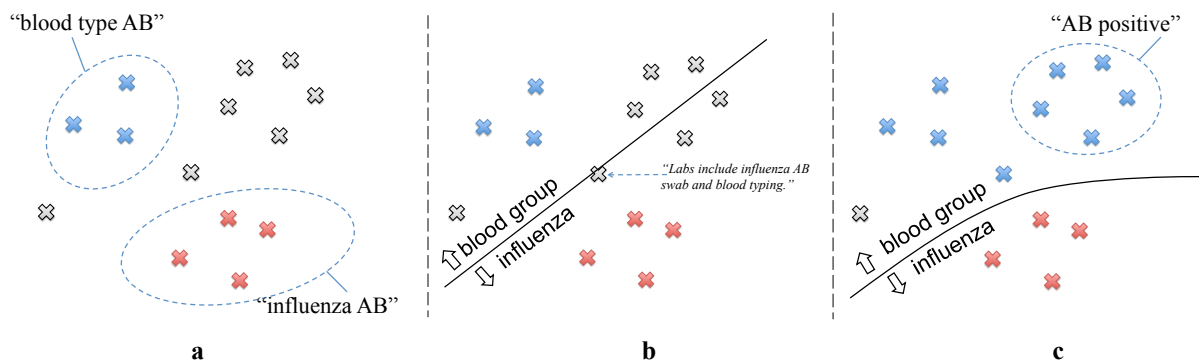 “blood type AB”
“influenza AB”
a
“Labs include influenza AB
swab and blood typing.”
blood group
influenza
b
“AB positive”
blood group
influenza
c